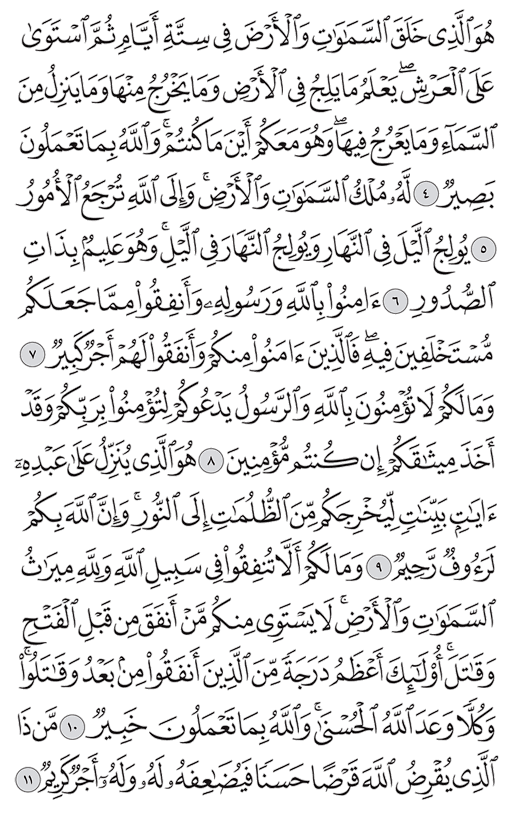 هُوَ ٱلَّذِى خَلَقَ ٱلسَّمَـٰوَٰتِ وَٱلْأَرْضَ فِى سِتَّةِ أَيَّامٍ ثُمَّ ٱسْتَوَىٰ
عَلَى ٱلْعَرْشِ ۖ يَعْلَمُ مَا يَلِجُ فِى ٱلْأَرْضِ وَمَا يَخْرُجُ مِنْهَا وَمَا يَنزِلُ مِنَ
ٱلسَّمَآءِ وَمَا يَعْرُجُ فِيهَا ۖ وَهُوَ مَعَكُمْ أَيْنَ مَا كُنتُمْ ۚ وَٱللَّهُ بِمَا تَعْمَلُونَ
بَصِيرٌ ٤ لَّهُۥ مُلْكُ ٱلسَّمَـٰوَٰتِ وَٱلْأَرْضِ ۚ وَإِلَى ٱللَّهِ تُرْجَعُ ٱلْأُمُورُ
٥ يُولِجُ ٱلَّيْلَ فِى ٱلنَّهَارِ وَيُولِجُ ٱلنَّهَارَ فِى ٱلَّيْلِ ۚ وَهُوَ عَلِيمٌۢ بِذَاتِ
ٱلصُّدُورِ ٦ ءَامِنُوا۟ بِٱللَّهِ وَرَسُولِهِۦ وَأَنفِقُوا۟ مِمَّا جَعَلَكُم
مُّسْتَخْلَفِينَ فِيهِ ۖ فَٱلَّذِينَ ءَامَنُوا۟ مِنكُمْ وَأَنفَقُوا۟ لَهُمْ أَجْرٌ كَبِيرٌ ٧
وَمَا لَكُمْ لَا تُؤْمِنُونَ بِٱللَّهِ ۙ وَٱلرَّسُولُ يَدْعُوكُمْ لِتُؤْمِنُوا۟ بِرَبِّكُمْ وَقَدْ
أَخَذَ مِيثَـٰقَكُمْ إِن كُنتُم مُّؤْمِنِينَ ٨ هُوَ ٱلَّذِى يُنَزِّلُ عَلَىٰ عَبْدِهِۦٓ
ءَايَـٰتٍۭ بَيِّنَـٰتٍ لِّيُخْرِجَكُم مِّنَ ٱلظُّلُمَـٰتِ إِلَى ٱلنُّورِ ۚ وَإِنَّ ٱللَّهَ بِكُمْ
لَرَءُوفٌ رَّحِيمٌ ٩ وَمَا لَكُمْ أَلَّا تُنفِقُوا۟ فِى سَبِيلِ ٱللَّهِ وَلِلَّهِ مِيرَٰثُ
ٱلسَّمَـٰوَٰتِ وَٱلْأَرْضِ ۚ لَا يَسْتَوِى مِنكُم مَّنْ أَنفَقَ مِن قَبْلِ ٱلْفَتْحِ
وَقَـٰتَلَ ۚ أُو۟لَـٰٓئِكَ أَعْظَمُ دَرَجَةً مِّنَ ٱلَّذِينَ أَنفَقُوا۟ مِنۢ بَعْدُ وَقَـٰتَلُوا۟ ۚ
وَكُلًّا وَعَدَ ٱللَّهُ ٱلْحُسْنَىٰ ۚ وَٱللَّهُ بِمَا تَعْمَلُونَ خَبِيرٌ ١٠ مَّن ذَا
ٱلَّذِى يُقْرِضُ ٱللَّهَ قَرْضًا حَسَنًا فَيُضَـٰعِفَهُۥ لَهُۥ وَلَهُۥٓ أَجْرٌ كَرِيمٌ ١١